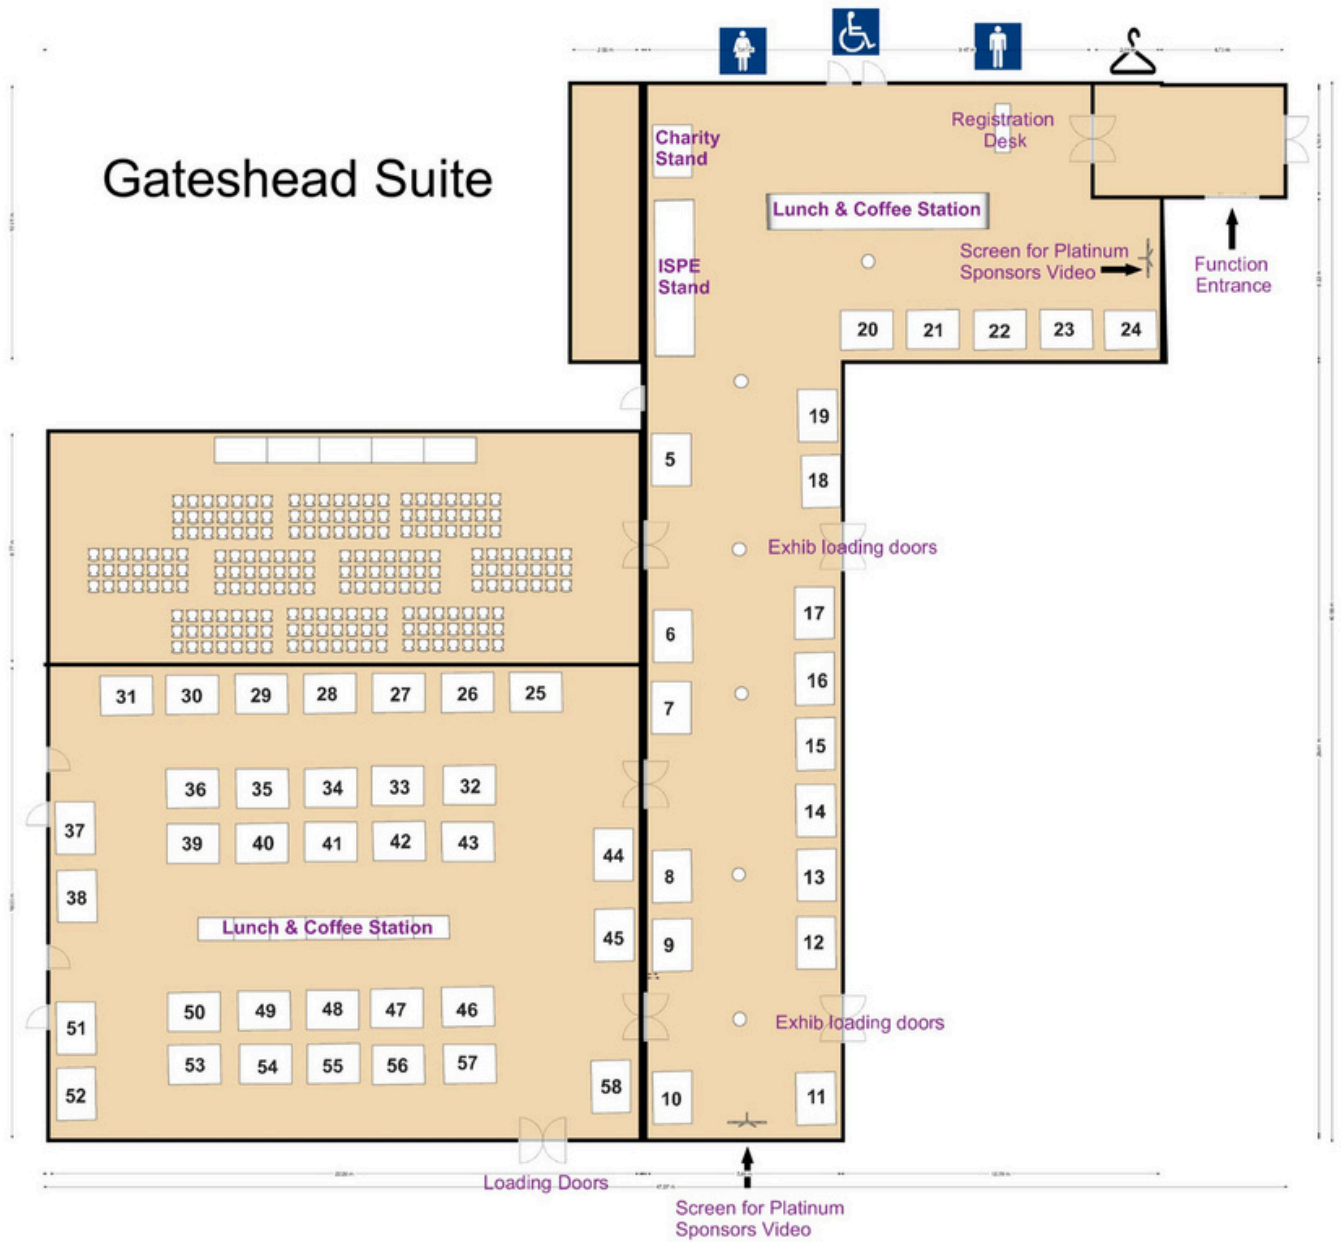 Gateshead Suite
Charity
Stand
Registration
Desk
Lunch & Coffee Station
ISPE
Stand
Screen for Platinum
Sponsors Video
Function
Entrance
20 21 22 23 24
19
5
18
Exhib loading doors
17
6
16
31 30 29 28 27 26 25
7
15
36 35 34 33 32
14
37
39 40 41 42 43
44
8
13
38
Lunch & Coffee Station
45
9
12
50 49 48 47 46
51
Exhib loading doors
53 54 55 56 57
58
52
10
11
Loading Doors
Screen for Platinum
Sponsors Video